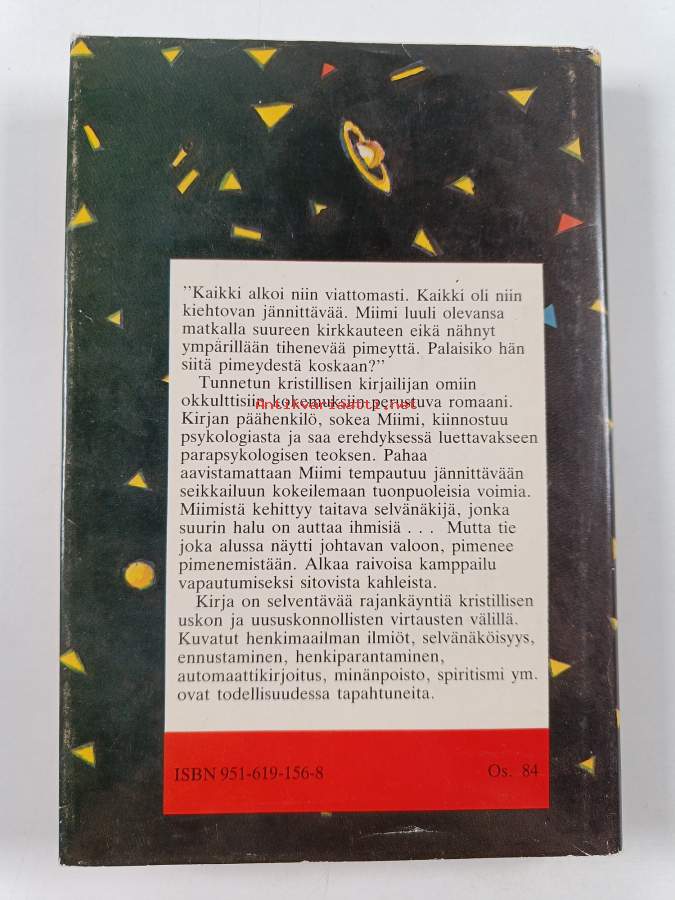 "Kaikki alkoi niin viattomasti. Kaikki oli niin
kiehtovan jännittävää. Miimi luuli olevansa
matkalla suureen kirkkauteen eikä nähnyt
ympärillään tihenevää pimeyttä. Palaisiko hän
siitä pimeydestä koskaan?"
Tunnetun kristillisen kirjailijan omiin
okkulttisiin kokemuksiin perustuva romaani.
Antikvariaatti.net
Kirjan päähenkilö, sokea Miimi, kiinnostuu
psykologiasta ja saa erehdyksessä luettavakseen
parapsykologisen teoksen. Pahaa
aavistamattaan Miimi tempautuu jännittävään
seikkailuun kokeilemaan tuonpuoleisia voimia.
Miimistä kehittyy taitava selvänäkijä, jonka
suurin halu on auttaa ihmisiä . . . Mutta tie
joka alussa näytti johtavan valoon, pimenee
pimenemistään. Alkaa raivoisa kamppailu
vapautumiseksi sitovista kahleista.
Kirja on selventävää rajankäyntiä kristillisen
uskon ja uususkonnollisten virtausten välillä.
Kuvatut henkimaailman ilmiöt, selvänäköisyys,
ennustaminen, henkiparantaminen,
automaattikirjoitus, minänpoisto, spiritismi ym.
ovat todellisuudessa tapahtuneita.
ISBN 951-619-156-8 Os. 84